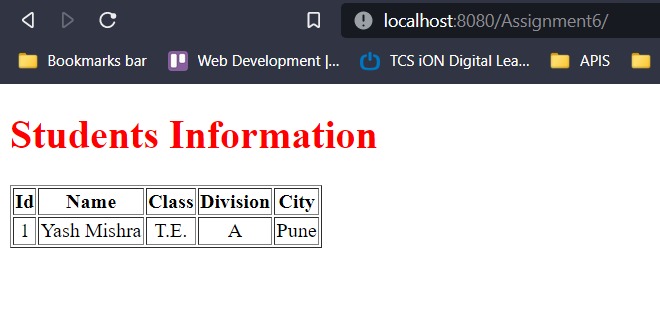 localhost:8080/Assignment6/
Bookmarks bar Web Development |... TCS iON Digital Lea... APIS
Students Information
Id Name Class Division City
1 Yash Mishra T.E. A Pune